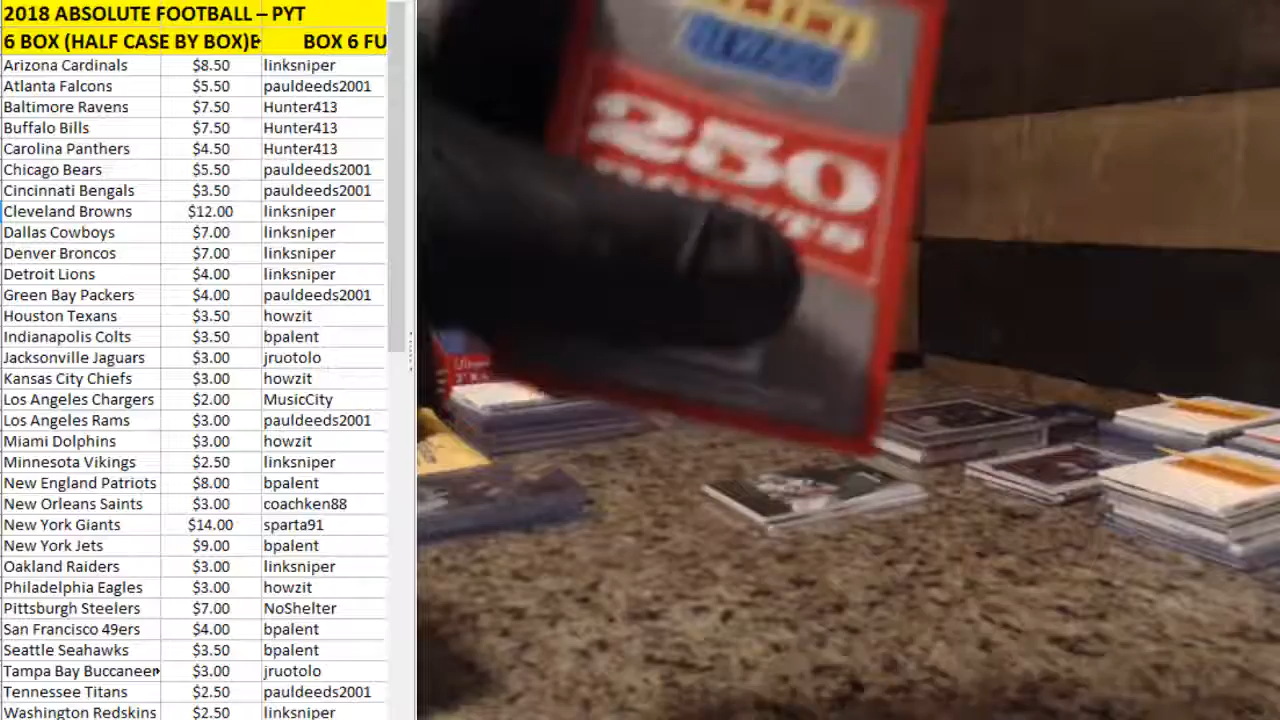 2018 ABSOLUTE FOOTBALL – PYT
6 BOX (HALF CASE BY BOX)E BOX 6 FU
Arizona Cardinals $8.50 linksniper
Atlanta Falcons $5.50 pauldeeds2001
Baltimore Ravens $7.50 Hunter413
Buffalo Bills $7.50 Hunter413
Carolina Panthers $4.50 Hunter413
Chicago Bears $5.50 pauldeeds2001
Cincinnati Bengals $3.50 pauldeeds2001
Cleveland Browns $12.00 linksniper
Dallas Cowboys $7.00 linksniper
Denver Broncos $7.00 linksniper
Detroit Lions $4.00 linksniper
Green Bay Packers $4.00 pauldeeds2001
Houston Texans $3.50 howzit
Indianapolis Colts $3.50 bpalent
Jacksonville Jaguars $3.00 jruotolo
Kansas City Chiefs $3.00 howzit
Los Angeles Chargers $2.00 MusicCity
Los Angeles Rams $3.00 pauldeeds2001
Miami Dolphins $3.00 howzit
Minnesota Vikings $2.50 linksniper
New England Patriots $8.00 bpalent
New Orleans Saints $3.00 coachken88
New York Giants $14.00 sparta91
New York Jets $9.00 bpalent
Oakland Raiders $3.00 linksniper
Philadelphia Eagles $3.00 howzit
Pittsburgh Steelers $7.00 NoShelter
San Francisco 49ers $4.00 bpalent
Seattle Seahawks $3.50 bpalent
Tampa Bay Buccaneer $3.00 jruotolo
Tennessee Titans $2.50 pauldeeds2001
Washington Redskins $2.50 linksniper
250